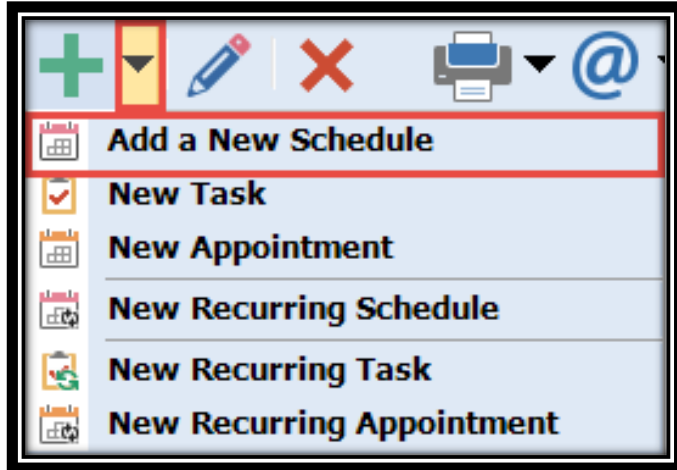 @
Add a New Schedule
New Task
New Appointment
New Recurring Schedule
New Recurring Task
New Recurring Appointment